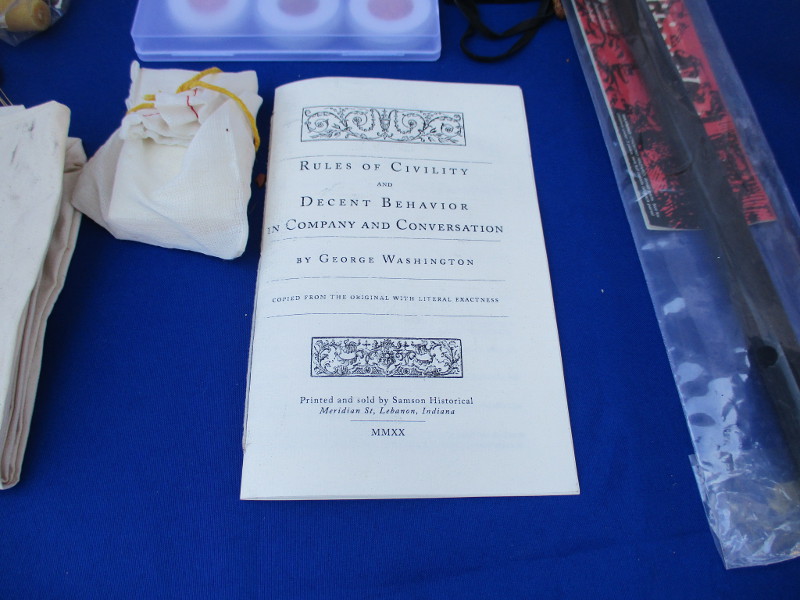 RULES OF CIVILITY
AND
DECENT BEHAVIOR
IN COMPANY AND CONVERSATION
BY GEORGE WASHINGTON
COPIED FROM THE ORIGINAL WITH LITERAL EXACTNESS
Printed and sold by Samson Historical
Meridian St, Lebanon, Indiana
MMXX